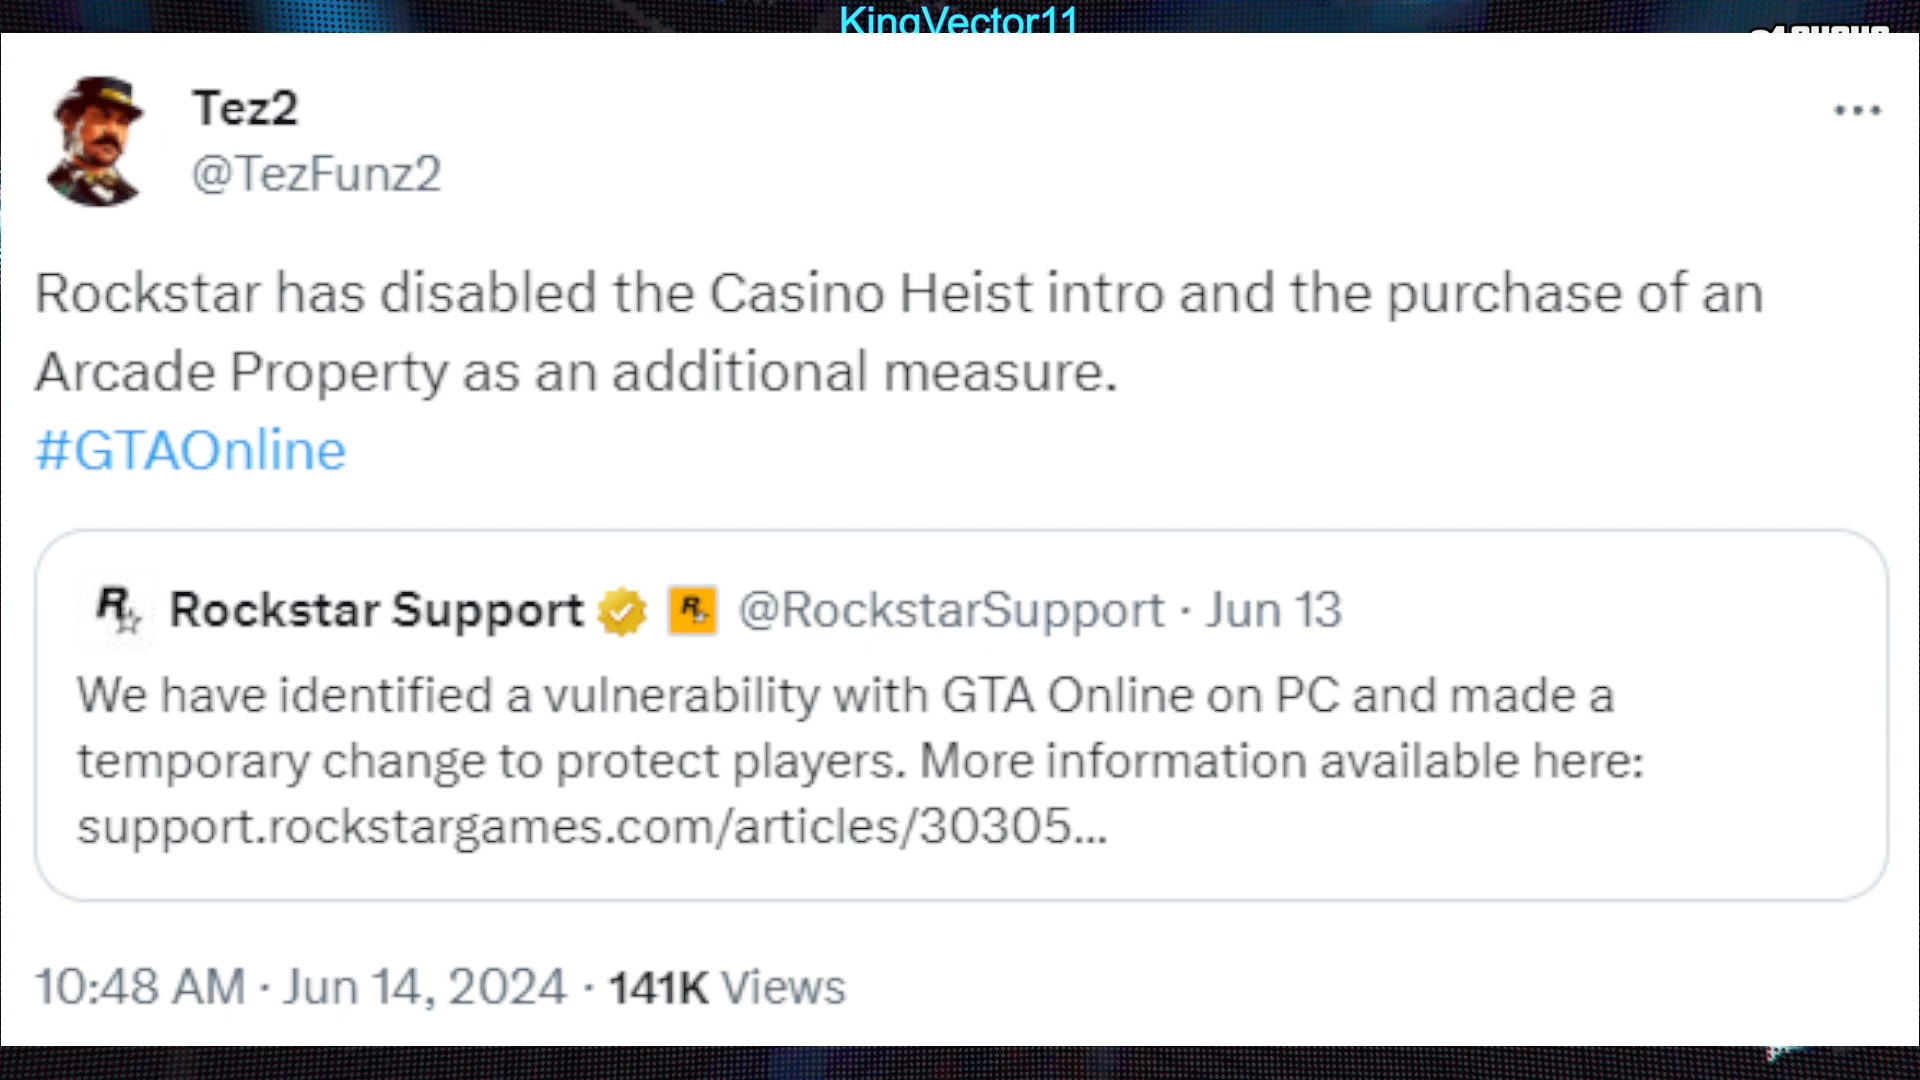 KingVector11
Tez2
@TezFunz2
Rockstar has disabled the Casino Heist intro and the purchase of an
Arcade Property as an additional measure.
#GTAOnline
Rockstar Support @RockstarSupport · Jun 13
We have identified a vulnerability with GTA Online on PC and made a
temporary change to protect players. More information available here:
support.rockstargames.com/articles/30305...
10:48 AM · Jun 14, 2024 · 141K Views